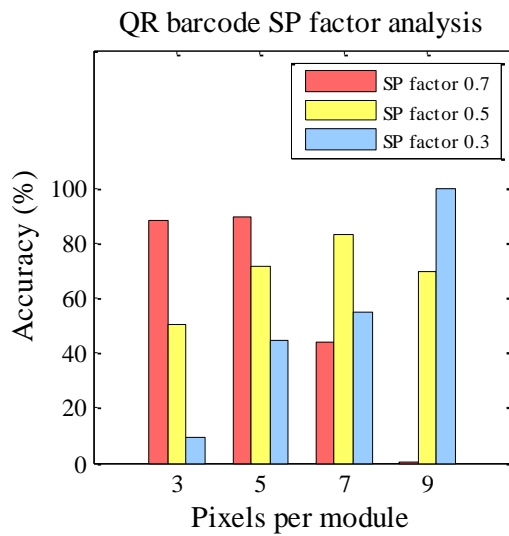 QR barcode SP factor analysis
SP factor 0.7
SP factor 0.5
SP factor 0.3
Accuracy (%)
100
80
60
40
20
0
3 5 7 9
Pixels per module